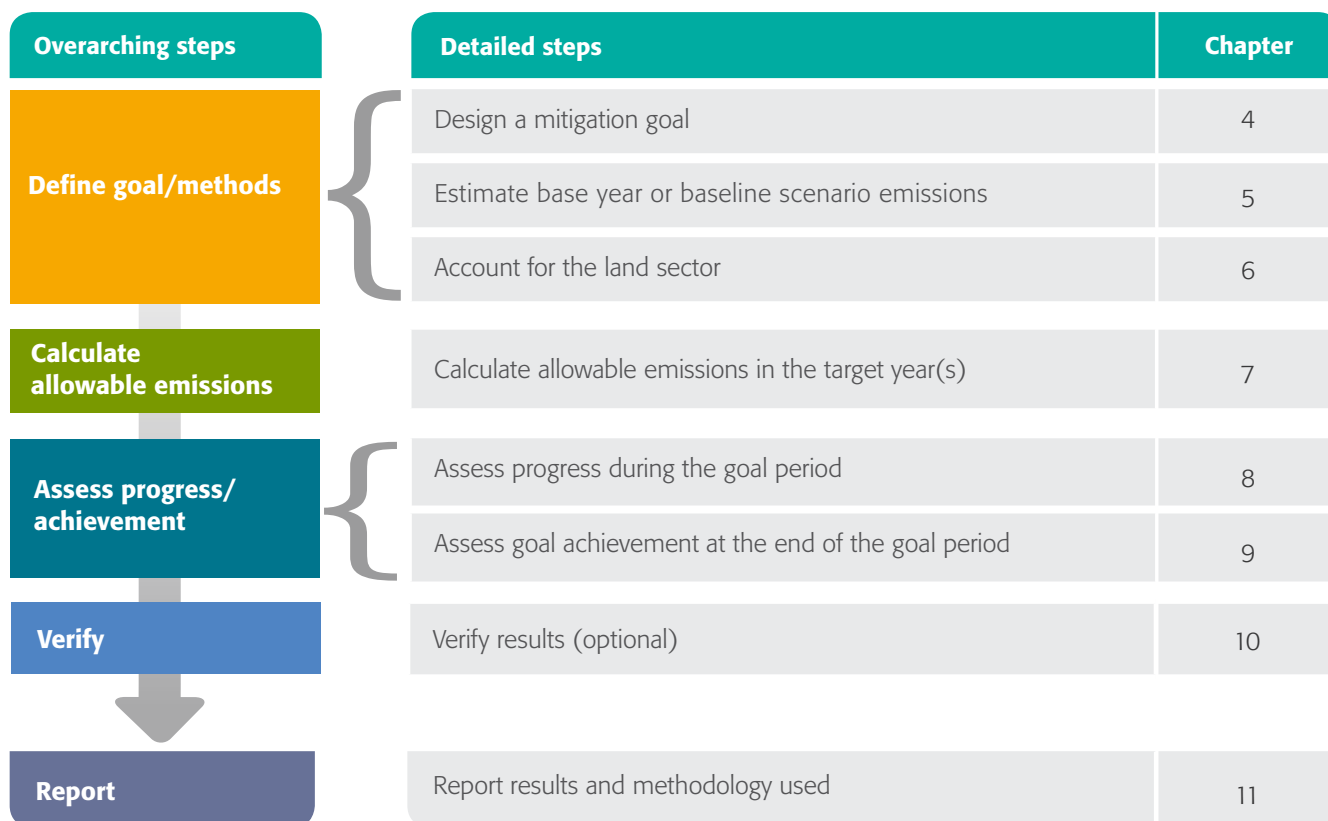 Overarching steps
Detailed steps
Chapter
Define goal/methods
Design a mitigation goal
4
Estimate base year or baseline scenario emissions
5
Account for the land sector
6
Calculate
allowable emissions
Calculate allowable emissions in the target year(s)
7
Assess progress/
achievement
Assess progress during the goal period
8
Assess goal achievement at the end of the goal period
9
Verify
Verify results (optional)
10
Report
Report results and methodology used
11